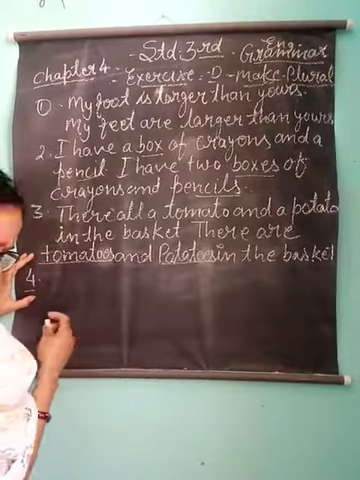 Std: 3rd - Eng Grammar
Chapter 4 - Exercise: D - make Plural
1. My foot is larger than yours.
My feet are larger than yours
2. I have a box of crayons and a
pencil. I have two boxes of
crayons and pencils.
3. There a tomato and a potato
in the basket There are
tomatoes and Patatoes in the basket
4.